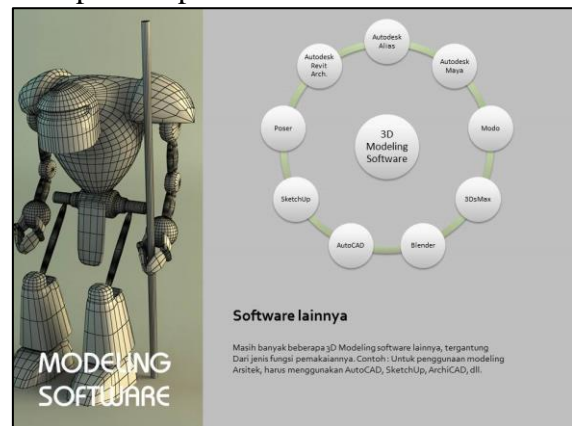 Autodesk
Alias
Autodesk
Maya
Modo
3DsMax
Blender
AutoCAD
SketchUp
Poser
Autodesk
Revit
Arch.
3D
Modeling
Software
Software lainnya
Masih banyak beberapa 3D Modeling software lainnya, tergantung
Dari jenis fungsi pemakaiannya. Contoh : Untuk penggunaan modeling
Arsitek, harus menggunakan AutoCAD, SketchUp, ArchiCAD, dll.
MODELING
SOFTWARE